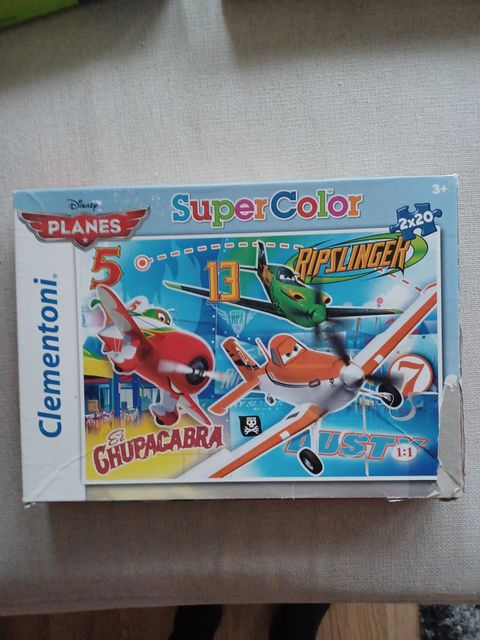 Disney
PLANES
SuperColor
3+
2x20
Clementoni
5
13
RIPSLINGER
7
El
CHUPACABRA
DUSTY
1:1